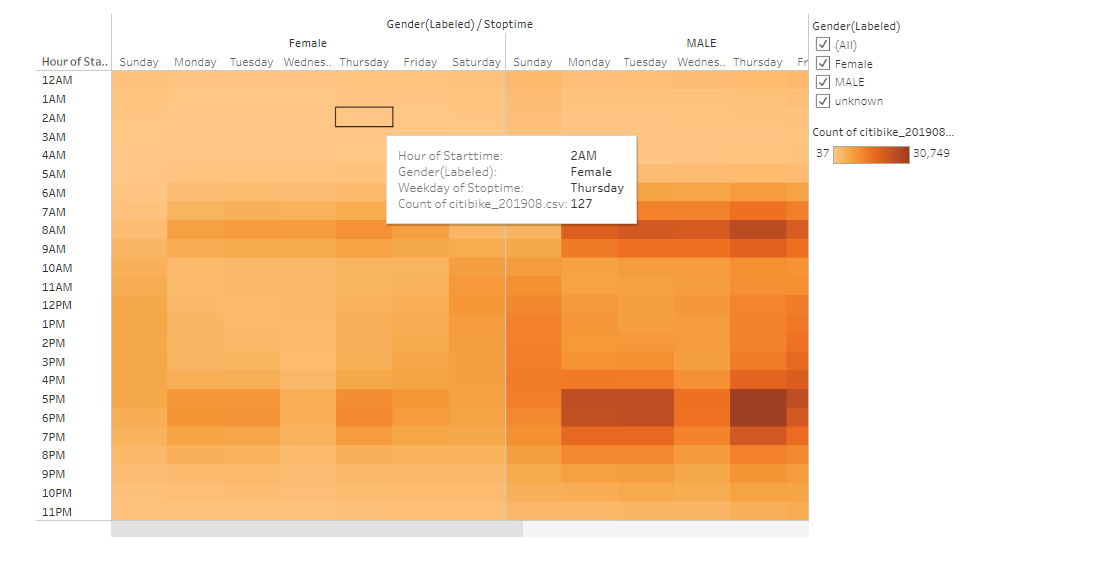 Gender(Labeled) / Stoptime
Female MALE
Hour of Sta.. Sunday Monday Tuesday Wednes.. Thursday Friday Saturday Sunday Monday Tuesday Wednes.. Thursday Fr
12AM
1AM
2AM
3AM
4AM
5AM
6AM
7AM
8AM
9AM
10AM
11AM
12PM
1PM
2PM
3PM
4PM
5PM
6PM
7PM
8PM
9PM
10PM
11PM
Hour of Starttime: 2AM
Gender(Labeled): Female
Weekday of Stoptime: Thursday
Count of citibike_201908.csv: 127
Gender(Labeled)
(All)
Female
MALE
unknown
Count of citibike_201908...
37 30,749